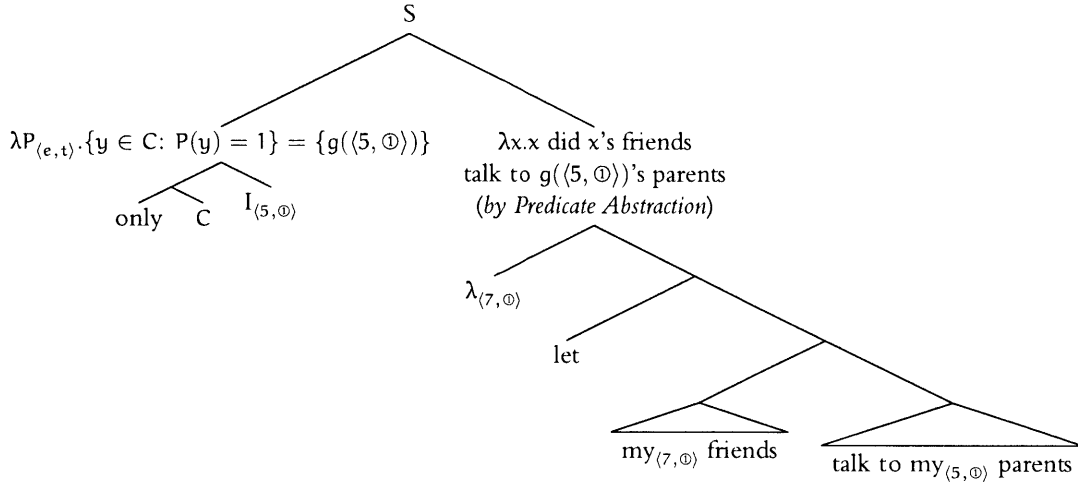 S
λP⟨e,t⟩.{y ∈ C: P(y) = 1} = {g(⟨5, ①⟩)}
λx.x did x's friends
talk to g(⟨5, ①⟩)'s parents
(by Predicate Abstraction)
only
C
I⟨5,①⟩
λ⟨7,①⟩
let
my⟨7,①⟩ friends
talk to my⟨5,①⟩ parents